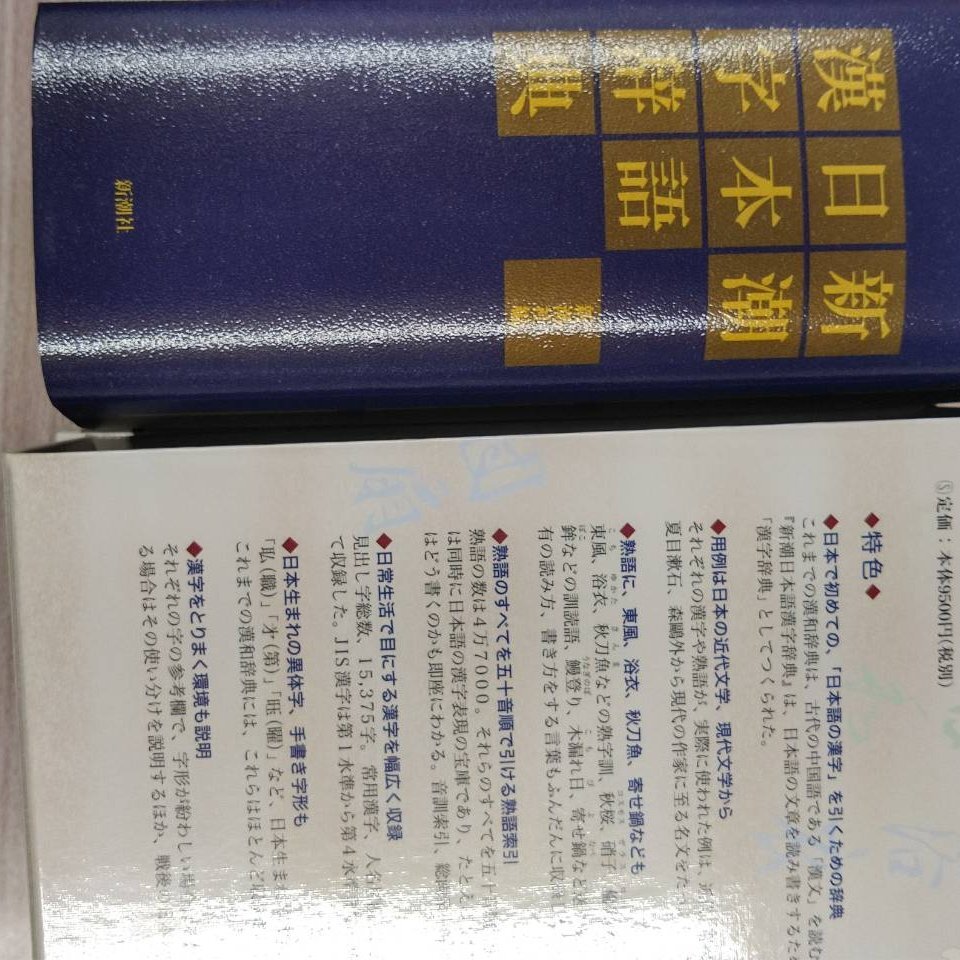 新潮
日本語
漢字辞典
新潮社
Ⓢ定価：本体9500円(税別)
◆特色◆
◆日本で初めての、「日本語の漢字」を引くための辞典
これまでの漢和辞典は、古代の中国語である「漢文」を読む
『新潮日本語漢字辞典』は、日本語の文章を読み書きするた
「漢字辞典」としてつくられた。
◆用例は日本の近代文学、現代文学から
それぞれの漢字や熟語が、実際に使われた例は、
夏目漱石、森鷗外から現代の作家に至る名文をた
◆熟語に、東風、浴衣、秋刀魚、寄せ鍋なども
東風、浴衣、秋刀魚などの熟字訓、秋桜、硝子
鉾などの訓読語、鰻登り、木漏れ日、寄せ鍋など
有の読み方、書き方をする言葉もふんだんに収
◆熟語のすべてを五十音順で引ける熟語索引
熟語の数は4万7000。それらのすべてを五十
は同時に日本語の漢字表現の宝庫であり、たとえ
はどう書くのかも即座にわかる。音訓索引、総画
◆日常生活で目にする漢字を幅広く収録
見出し字総数、15,375字。常用漢字、人名
て収録した。JIS漢字は第1水準から第4水準
◆日本生まれの異体字、手書き字形も
「耺(職)」「㐧(第)」「旺(曜)」など、日本生ま
これまでの漢和辞典には、これらはほとんど
◆漢字をとりまく環境も説明
それぞれの字の参考欄で、字形が紛わしい場
る場合はその使い分けを説明するほか、戦後